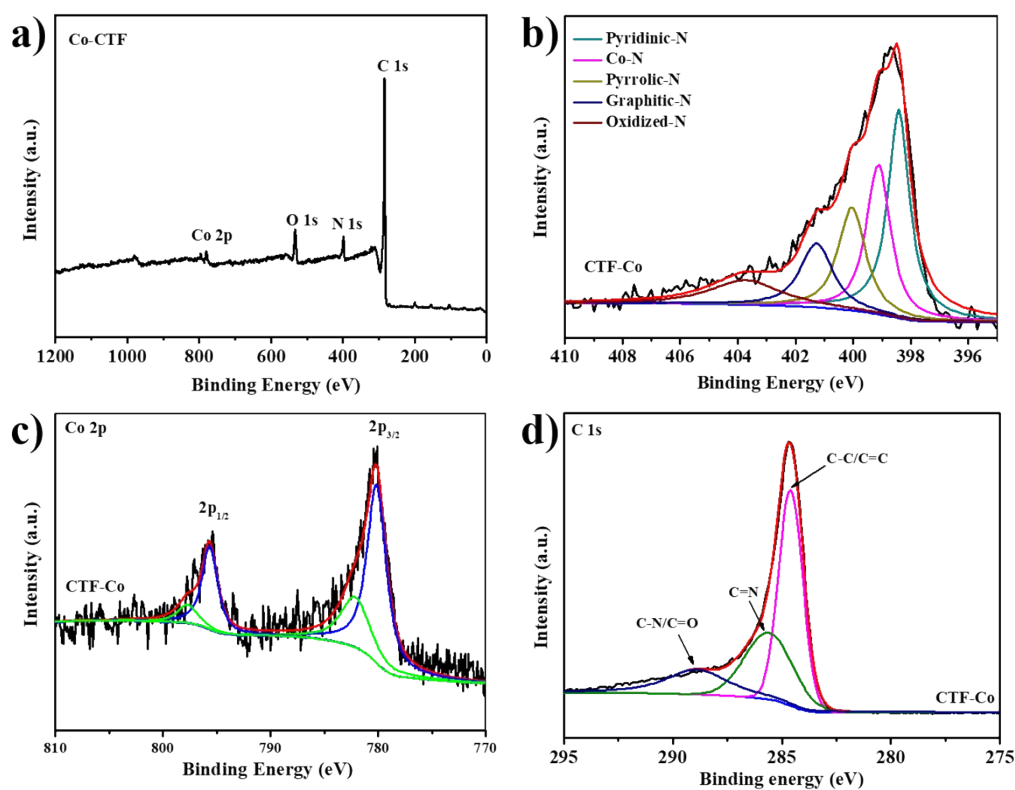 a)
Co-CTF
C 1s
O 1s
N 1s
Co 2p
Intensity (a.u.)
1200 1000 800 600 400 200 0
Binding Energy (eV)
b)
Pyridinic-N
Co-N
Pyrrolic-N
Graphitic-N
Oxidized-N
CTF-Co
Intensity (a.u.)
410 408 406 404 402 400 398 396
Binding Energy (eV)
c)
Co 2p
2p3/2
2p1/2
CTF-Co
Intensity (a.u.)
810 800 790 780 770
Binding Energy (eV)
d)
C 1s
C-C/C=C
C=N
C-N/C=O
CTF-Co
Intensity (a.u.)
295 290 285 280 275
Binding energy (eV)